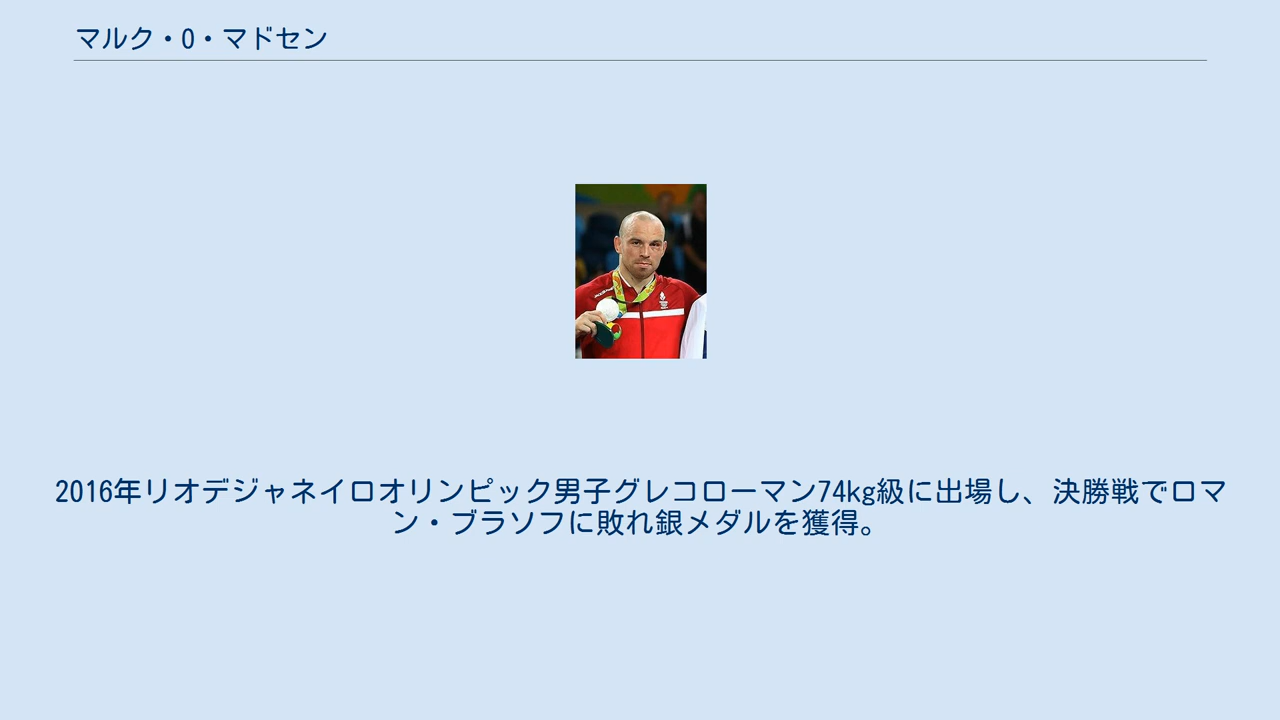 マルク・O・マドセン
2016年リオデジャネイロオリンピック男子グレコローマン74kg級に出場し、決勝戦でロマ
ン・ブラソフに敗れ銀メダルを獲得。